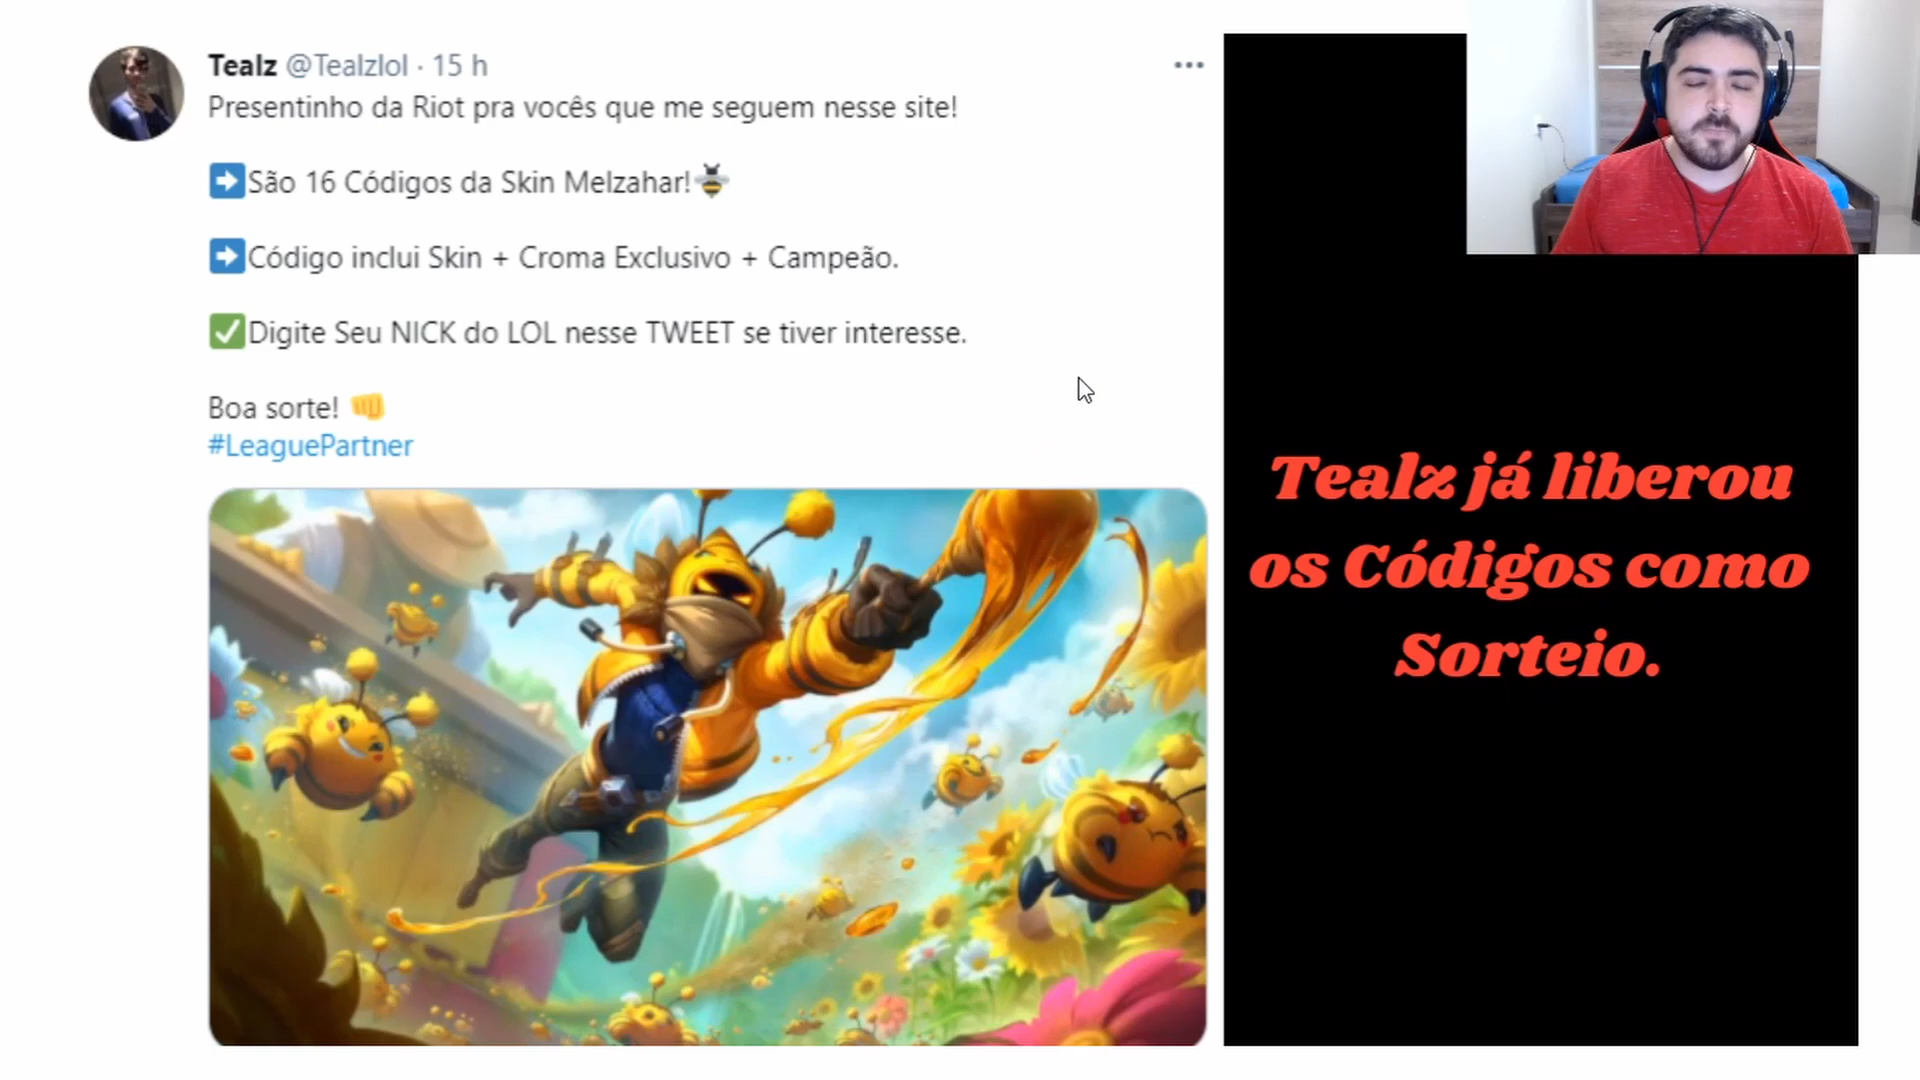 Tealz @Tealzlol · 15 h
Presentinho da Riot pra vocês que me seguem nesse site!
➡️São 16 Códigos da Skin Melzahar!🐝
➡️Código inclui Skin + Croma Exclusivo + Campeão.
✅Digite Seu NICK do LOL nesse TWEET se tiver interesse.
Boa sorte! 👊
#LeaguePartner
Tealz já liberou
os Códigos como
Sorteio.